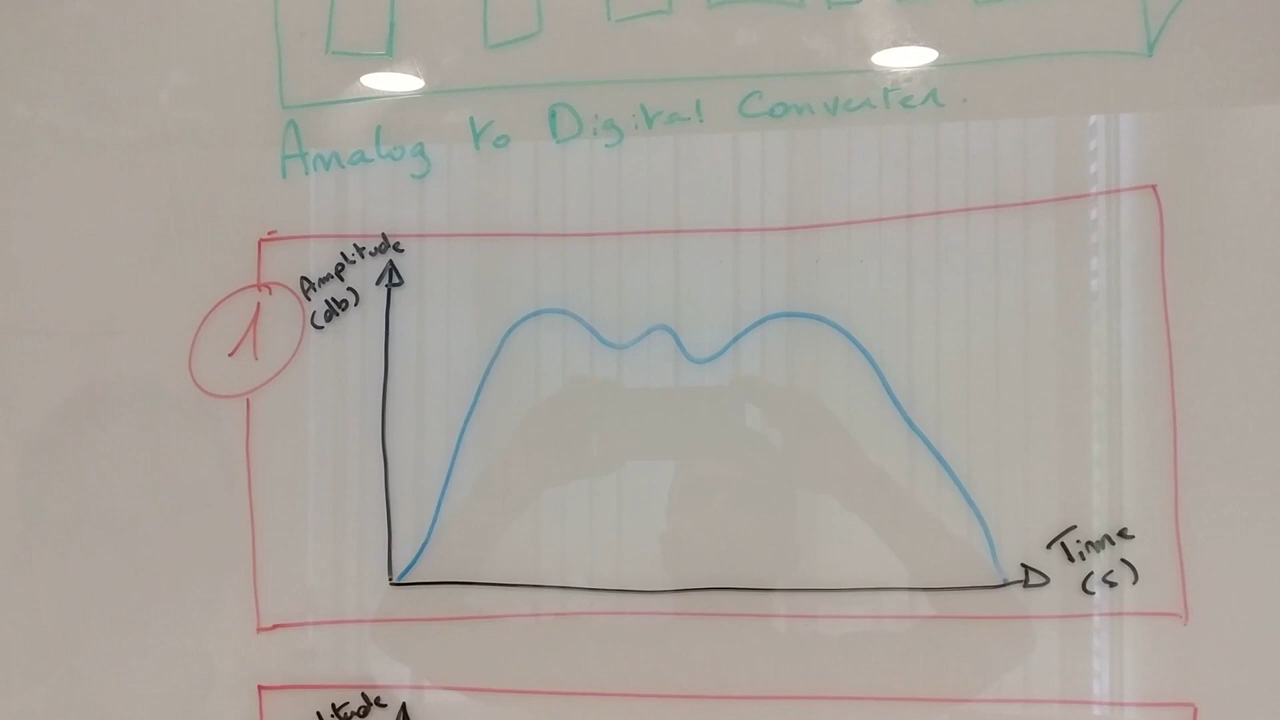 Analog to Digital Converter.
1
Amplitude
(db)
Time
(s)